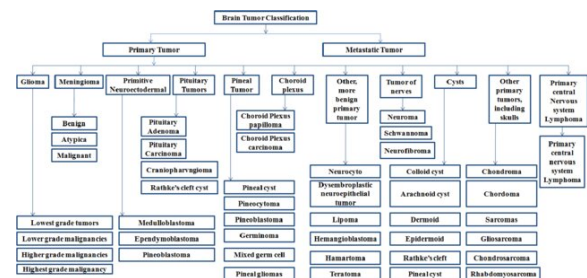 Brain Tumor Classification
Primary Tumor
Metastatic Tumor
Glioma
Meningioma
Primitive
Neuroectodermal
Pituitary
Tumors
Pineal
Tumor
Choroid
plexus
Other,
more
benign
primary
tumor
Tumor of
nerves
Cysts
Other
primary
tumors,
including
skulls
Primary
central
Nervous
system
Lymphoma
Benign
Atypica
Malignant
Pituitary
Adenoma
Pituitary
Carcinoma
Craniopharyngioma
Rathke's cleft cyst
Choroid Plexus
papilloma
Choroid Plexus
carcinoma
Neuroma
Schwannoma
Neurofibroma
Primary
central
nervous
system
Lymphoma
Lowest grade tumors
Lower grade malignancies
Higher grade malignancies
Highest grade malignancy
Medulloblastoma
Ependymoblastoma
Pineoblastoma
Pineal cyst
Pineocytoma
Pineoblastoma
Germinoma
Mixed germ cell
Pineal gliomas
Neurocyto
Dysembroplastic
neuroepithelial
tumor
Lipoma
Hemangioblastoma
Hamartoma
Teratoma
Colloid cyst
Arachnoid cyst
Dermoid
Epidermoid
Rathke's cleft
Pineal cyst
Chondroma
Chordoma
Sarcomas
Gliosarcoma
Chondrosarcoma
Rhabdomyosarcoma